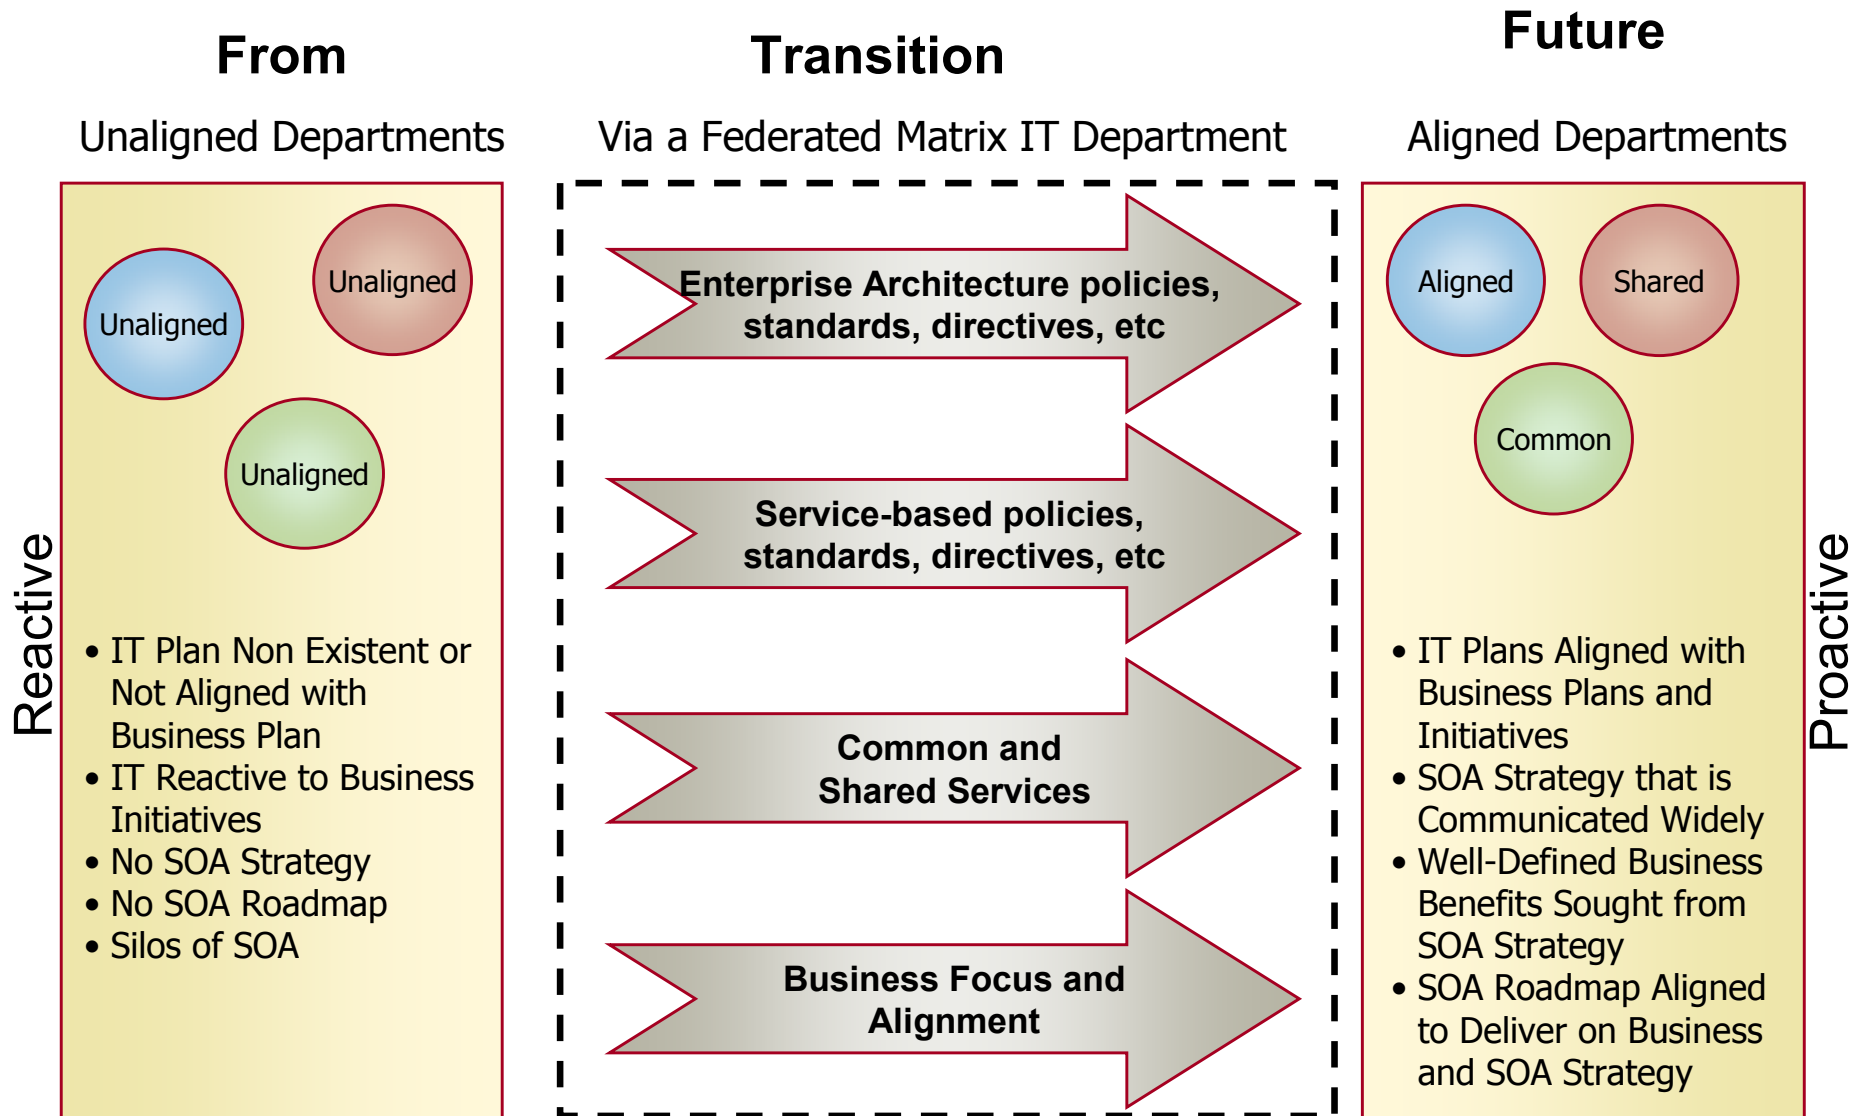 From
Unaligned Departments
Reactive
Unaligned
Unaligned
Unaligned
• IT Plan Non Existent or
Not Aligned with
Business Plan
• IT Reactive to Business
Initiatives
• No SOA Strategy
• No SOA Roadmap
• Silos of SOA
Transition
Via a Federated Matrix IT Department
Enterprise Architecture policies,
standards, directives, etc
Service-based policies,
standards, directives, etc
Common and
Shared Services
Business Focus and
Alignment
Future
Aligned Departments
Aligned
Shared
Common
• IT Plans Aligned with
Business Plans and
Initiatives
• SOA Strategy that is
Communicated Widely
• Well-Defined Business
Benefits Sought from
SOA Strategy
• SOA Roadmap Aligned
to Deliver on Business
and SOA Strategy
Proactive